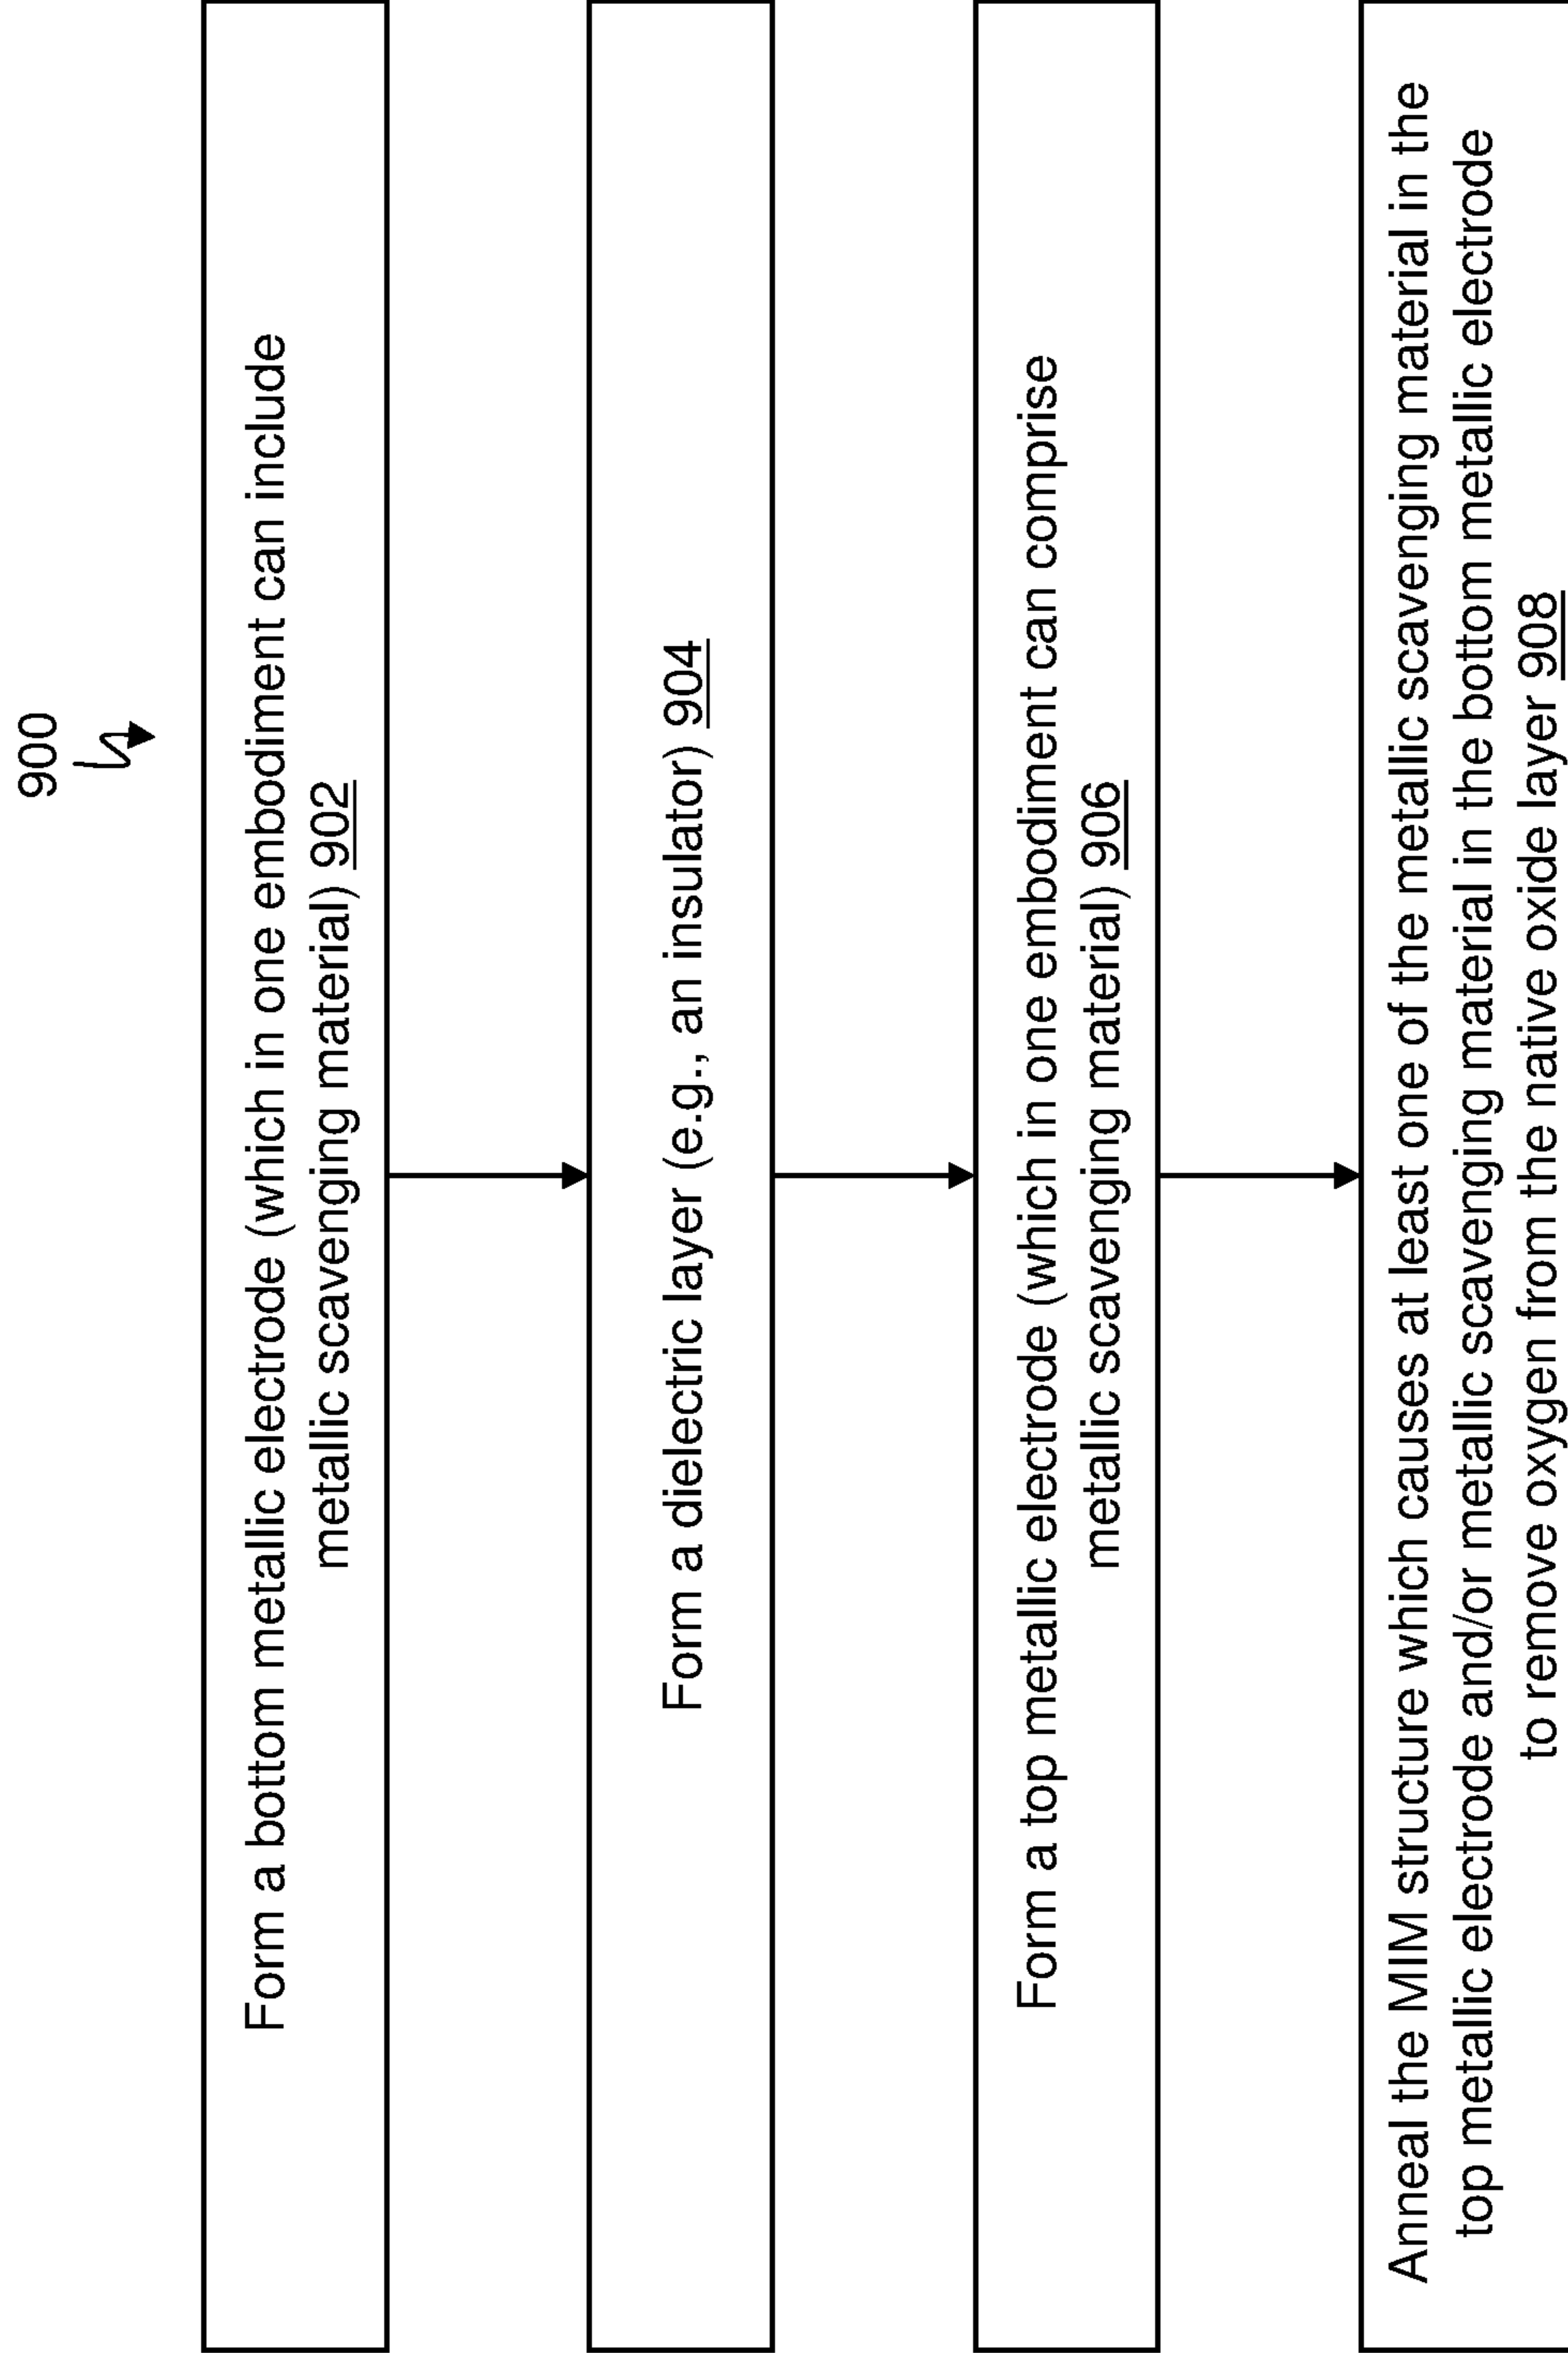 900
Form a bottom metallic electrode (which in one embodiment can include
metallic scavenging material) 902
Form a dielectric layer (e.g., an insulator) 904
Form a top metallic electrode (which in one embodiment can comprise
metallic scavenging material) 906
Anneal the MIM structure which causes at least one of the metallic scavenging material in the
top metallic electrode and/or metallic scavenging material in the bottom metallic electrode
to remove oxygen from the native oxide layer 908